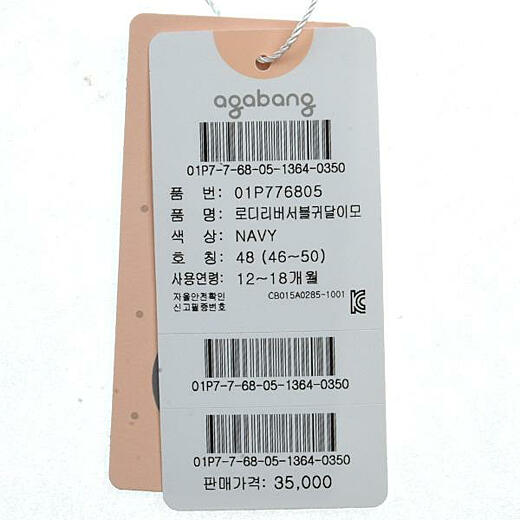 agabang
01P7-7-68-05-1364-0350
품 번: 01P776805
품 명: 로디리버서블귀달이모
색 상: NAVY
호 칭: 48 (46~50)
사용연령: 12~18개월
자율안전확인 CB015A0285-1001
신고필증번호
01P7-7-68-05-1364-0350
01P7-7-68-05-1364-0350
판매가격: 35,000